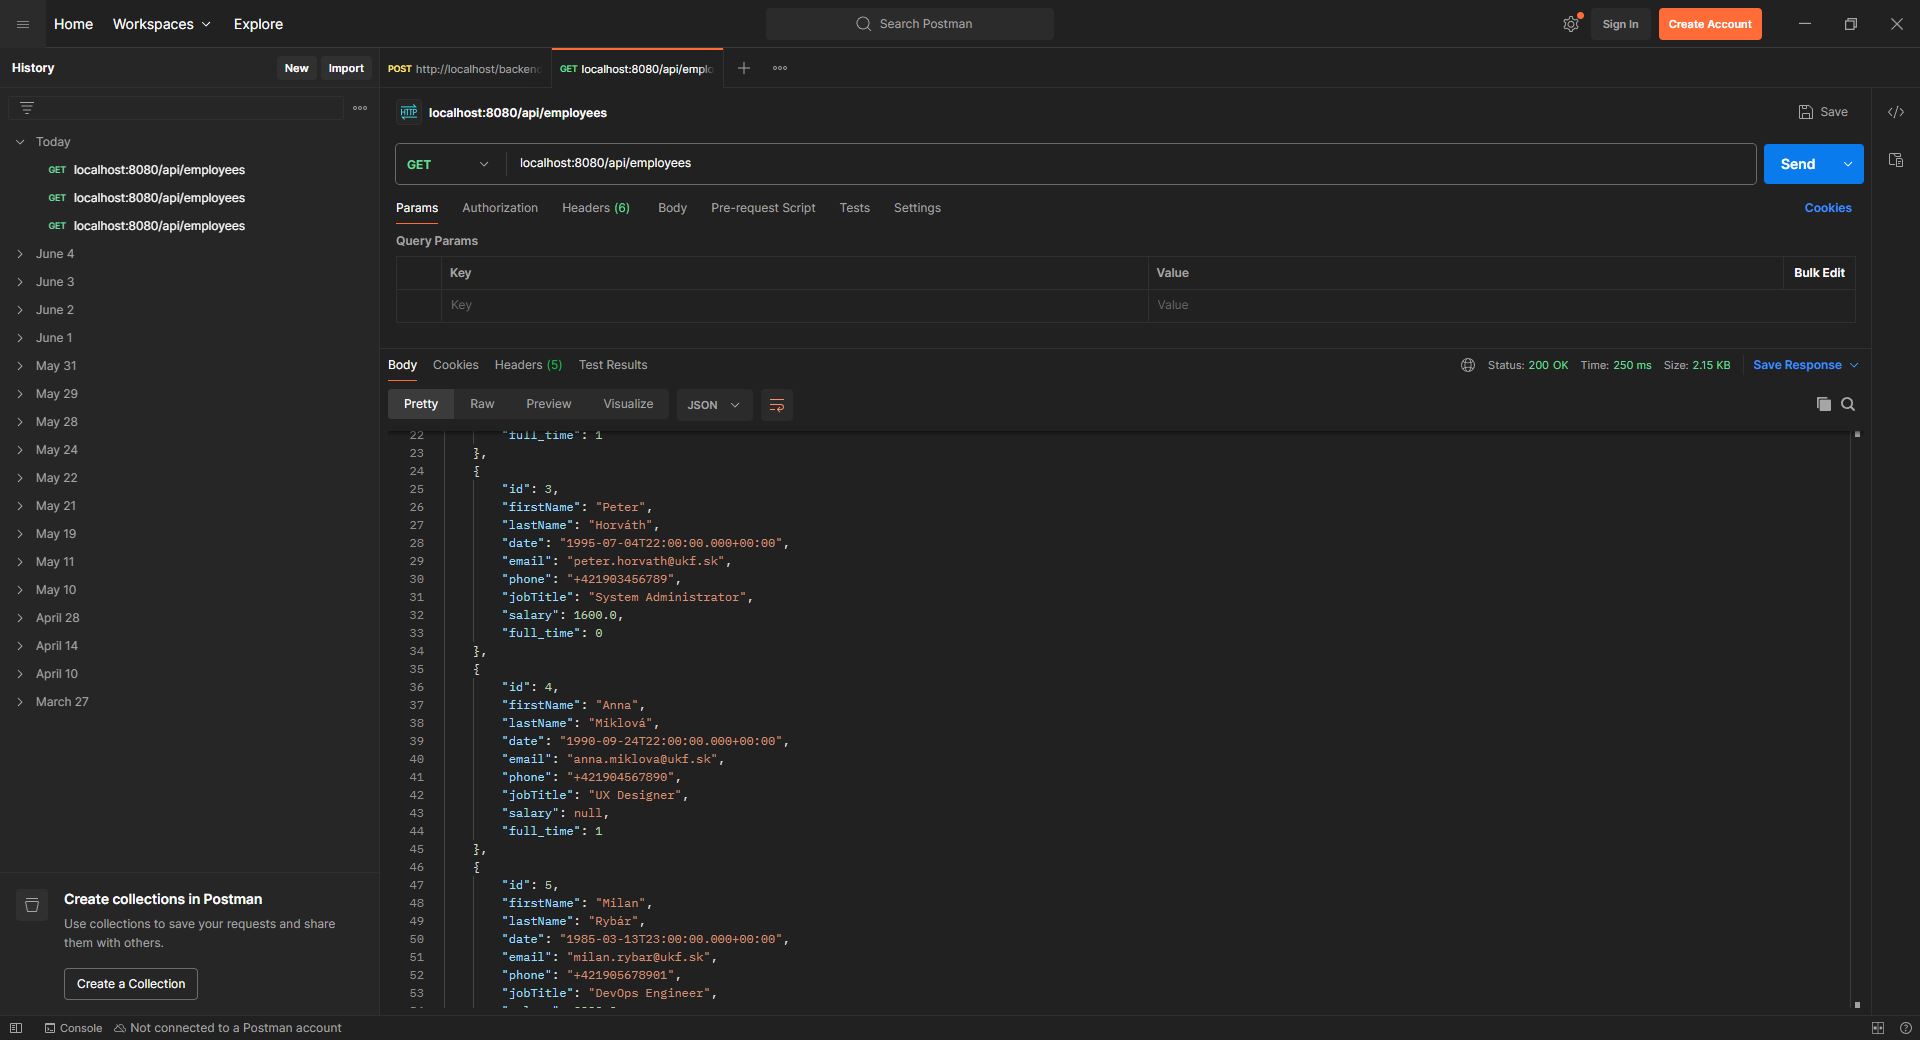 Home Workspaces Explore
Search Postman
Sign In Create Account
History New Import
POST http://localhost/backend
GET localhost:8080/api/emplo
Today
GET localhost:8080/api/employees
GET localhost:8080/api/employees
GET localhost:8080/api/employees
June 4
June 3
June 2
June 1
May 31
May 29
May 28
May 24
May 22
May 21
May 19
May 11
May 10
April 28
April 14
April 10
March 27
Create collections in Postman
Use collections to save your requests and share
them with others.
Create a Collection
HTTP localhost:8080/api/employees
Save
GET localhost:8080/api/employees
Send
Params Authorization Headers (6) Body Pre-request Script Tests Settings Cookies
Query Params
Key Value Bulk Edit
Key Value
Body Cookies Headers (5) Test Results Status: 200 OK Time: 250 ms Size: 2.15 KB Save Response
Pretty Raw Preview Visualize JSON
22 "full_time": 1
23 },
24 {
25 "id": 3,
26 "firstName": "Peter",
27 "lastName": "Horváth",
28 "date": "1995-07-04T22:00:00.000+00:00",
29 "email": "peter.horvath@ukf.sk",
30 "phone": "+421903456789",
31 "jobTitle": "System Administrator",
32 "salary": 1600.0,
33 "full_time": 0
34 },
35 {
36 "id": 4,
37 "firstName": "Anna",
38 "lastName": "Miklová",
39 "date": "1990-09-24T22:00:00.000+00:00",
40 "email": "anna.miklova@ukf.sk",
41 "phone": "+421904567890",
42 "jobTitle": "UX Designer",
43 "salary": null,
44 "full_time": 1
45 },
46 {
47 "id": 5,
48 "firstName": "Milan",
49 "lastName": "Rybár",
50 "date": "1985-03-13T23:00:00.000+00:00",
51 "email": "milan.rybar@ukf.sk",
52 "phone": "+421905678901",
53 "jobTitle": "DevOps Engineer",
Console Not connected to a Postman account